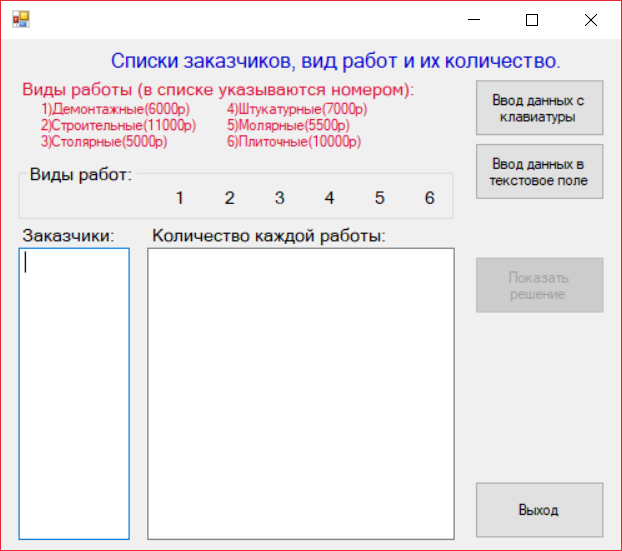 Списки заказчиков, вид работ и их количество.
Виды работы (в списке указываются номером):
1)Демонтажные(6000р) 4)Штукатурные(7000р)
2)Строительные(11000р) 5)Молярные(5500р)
3)Столярные(5000р) 6)Плиточные(10000р)
Ввод данных с
клавиатуры
Ввод данных в
текстовое поле
Виды работ:
1 2 3 4 5 6
Заказчики: Количество каждой работы:
Показать
решение
Выход